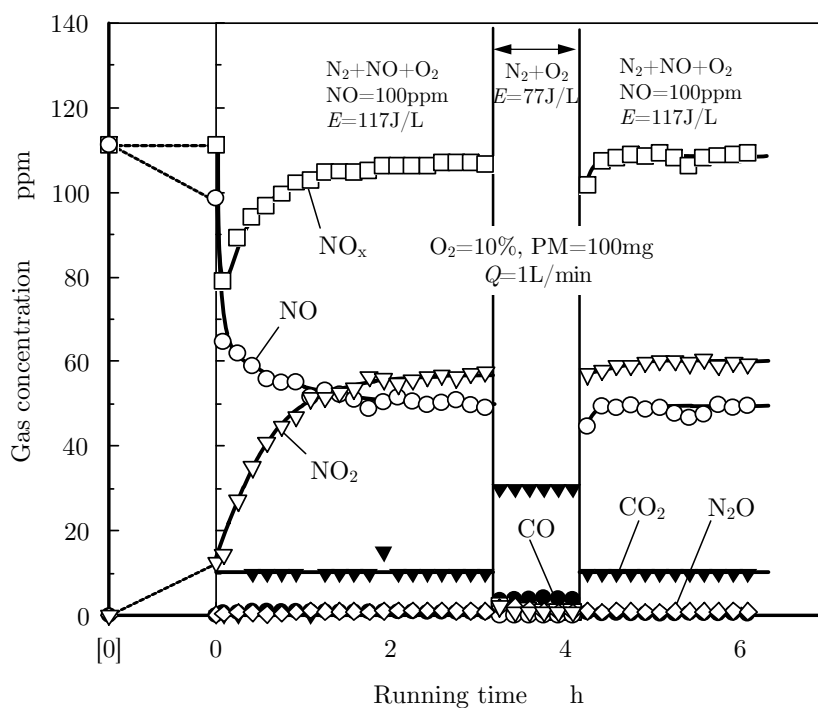 140
120
100
80
60
40
20
0
Gas concentration ppm
N₂+NO+O₂
NO=100ppm
E=117J/L
N₂+O₂
E=77J/L
N₂+NO+O₂
NO=100ppm
E=117J/L
NOₓ
O₂=10%, PM=100mg
Q=1L/min
NO
NO₂
CO
CO₂
N₂O
[0] 0 2 4 6
Running time h